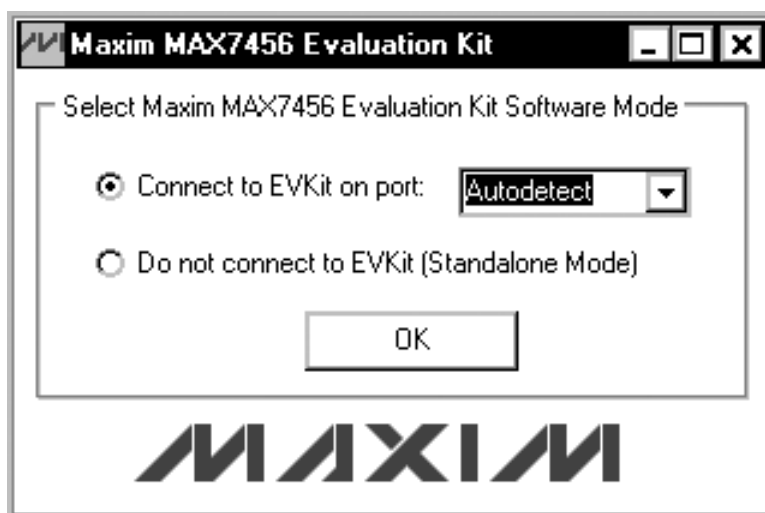 Maxim MAX7456 Evaluation Kit
Select Maxim MAX7456 Evaluation Kit Software Mode
Connect to EVKit on port: Autodetect
Do not connect to EVKit (Standalone Mode)
OK
MAXIM